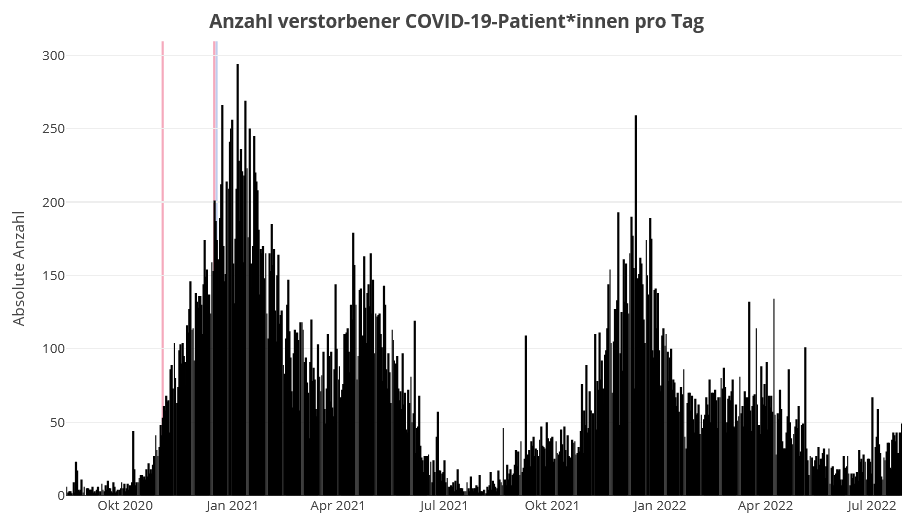 Anzahl verstorbener COVID-19-Patient*innen pro Tag
Absolute Anzahl
300
250
200
150
100
50
0
Okt 2020 Jan 2021 Apr 2021 Jul 2021 Okt 2021 Jan 2022 Apr 2022 Jul 2022